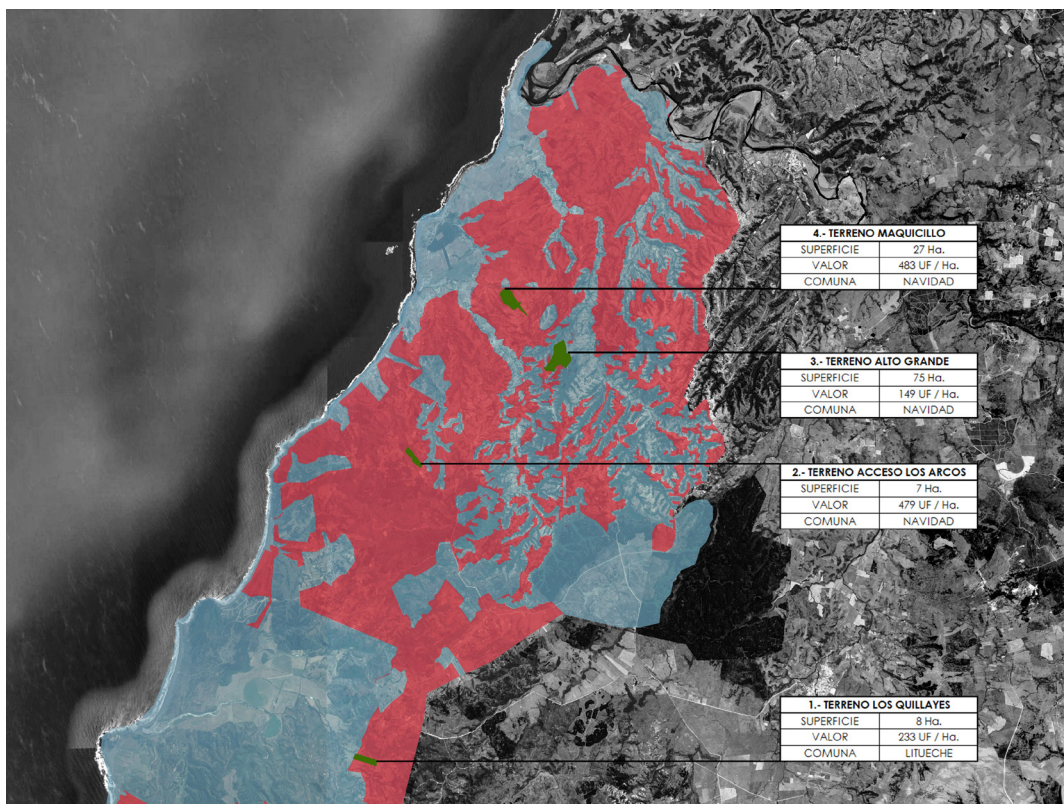 4.- TERRENO MAQUICILLO
SUPERFICIE 27 Ha.
VALOR 483 UF / Ha.
COMUNA NAVIDAD
3.- TERRENO ALTO GRANDE
SUPERFICIE 75 Ha.
VALOR 149 UF / Ha.
COMUNA NAVIDAD
2.- TERRENO ACCESO LOS ARCOS
SUPERFICIE 7 Ha.
VALOR 479 UF / Ha.
COMUNA NAVIDAD
1.- TERRENO LOS QUILLAYES
SUPERFICIE 8 Ha.
VALOR 233 UF / Ha.
COMUNA LITUECHE